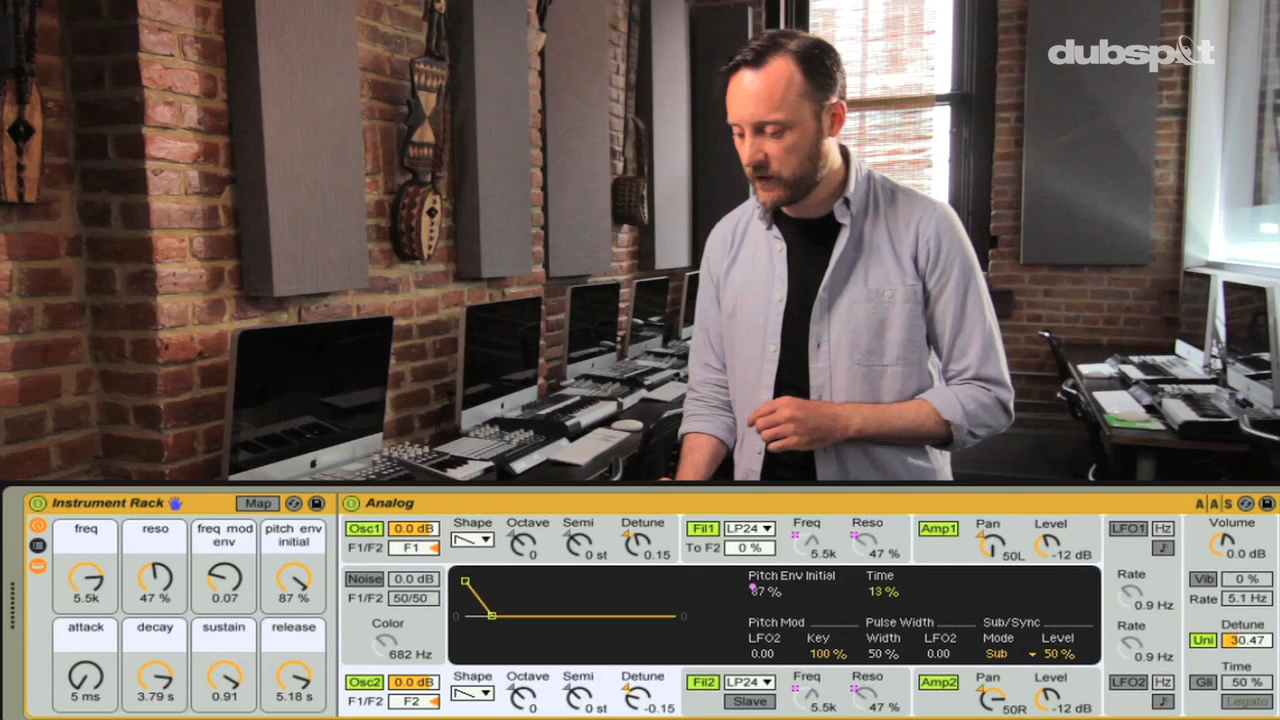 dubspot
Instrument Rack Map
freq reso freq mod env pitch env initial
5.5k 47 % 0.07 87 %
attack decay sustain release
5 ms 3.79 s 0.91 5.18 s
Analog AAS
Osc1 0.0 dB Shape Octave Semi Detune Fil1 LP24 Freq Reso Amp1 Pan Level LFO1 Hz Volume
F1/F2 F1 0 0 st 0.15 To F2 0 % 5.5k 47 % 50L -12 dB 0.0 dB
Noise 0.0 dB Pitch Env Initial Time Rate Vib 0 %
F1/F2 50/50 0 0 87 % 13 % 0.9 Hz Rate 5.1 Hz
Color Pitch Mod Pulse Width Sub/Sync Rate Detune
LFO2 Key Width LFO2 Mode Level Uni 30.47
682 Hz 0.00 100 % 50 % 0.00 Sub 50 % 0.9 Hz Time
Osc2 0.0 dB Shape Octave Semi Detune Fil2 LP24 Freq Reso Amp2 Pan Level LFO2 Hz Gli 50 %
F1/F2 F2 0 0 st -0.15 Slave 5.5k 47 % 50R -12 dB Legato